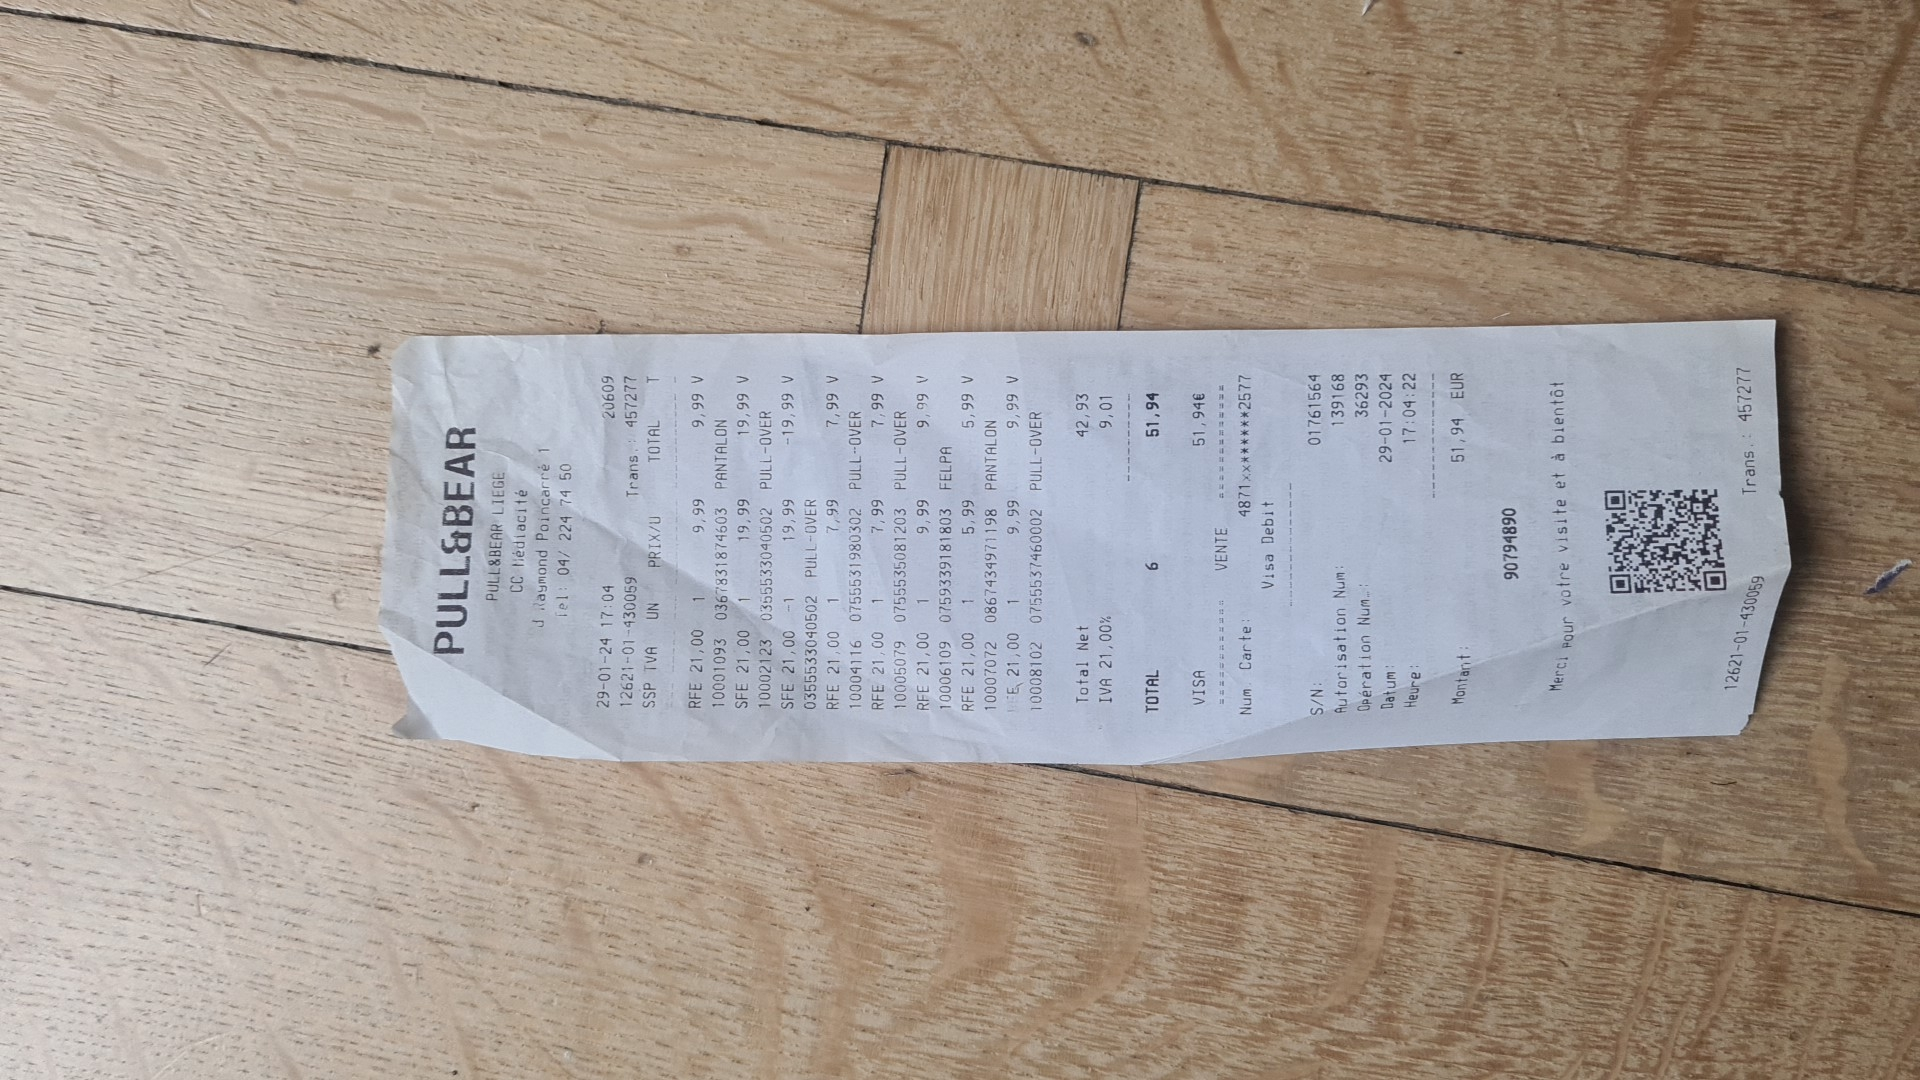 PULL&BEAR
PULL&BEAR LIEGE
CC Médiacité
d Raymond Poincarré 1
Tel: 04/ 224 74 50
29-01-24 17:04 20609
12621-01-430059 Trans.: 457277
SSP TVA UN PRIX/U TOTAL T
RFE 21,00 1 9,99 9,99 V
10001093 0367831874603 PANTALON
SFE 21,00 1 19,99 19,99 V
10002123 0355533040502 PULL-OVER
SFE 21,00 -1 19,99 -19,99 V
0355533040502 PULL-OVER
RFE 21,00 1 7,99 7,99 V
10004116 0755531980302 PULL-OVER
RFE 21,00 1 7,99 7,99 V
10005079 0755535081203 PULL-OVER
RFE 21,00 1 9,99 9,99 V
10006109 0759339181803 FELPA
RFE 21,00 1 5,99 5,99 V
10007072 0867434971198 PANTALON
RFE 21,00 1 9,99 9,99 V
10008102 0755537460002 PULL-OVER
Total Net 42,93
IVA 21,00% 9,01
TOTAL 6 51,94
VISA 51,94€
=========== VENTE ============
Num. Carte: 4871xx******2577
Visa Debit
S/N: 01761564
Autorisation Num: 139168
Opération Num.: 36293
Datum: 29-01-2024
Heure: 17:04:22
Montant: 51,94 EUR
90794890
Merci pour votre visite et à bientôt
12621-01-430059 Trans.: 457277